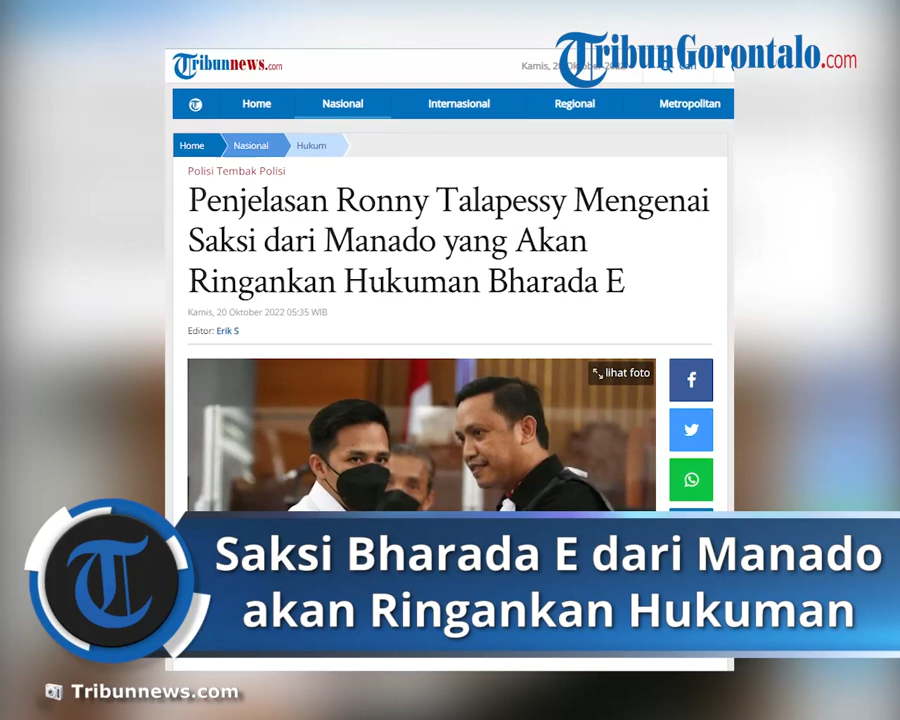 TribunGorontalo.com
Tribunnews.com
Kamis, 20 Oktober 2022
Cari
Home
Nasional
Internasional
Regional
Metropolitan
Home
Nasional
Hukum
Polisi Tembak Polisi
Penjelasan Ronny Talapessy Mengenai
Saksi dari Manado yang Akan
Ringankan Hukuman Bharada E
Kamis, 20 Oktober 2022 05:35 WIB
Editor: Erik S
lihat foto
Saksi Bharada E dari Manado
akan Ringankan Hukuman
Tribunnews.com